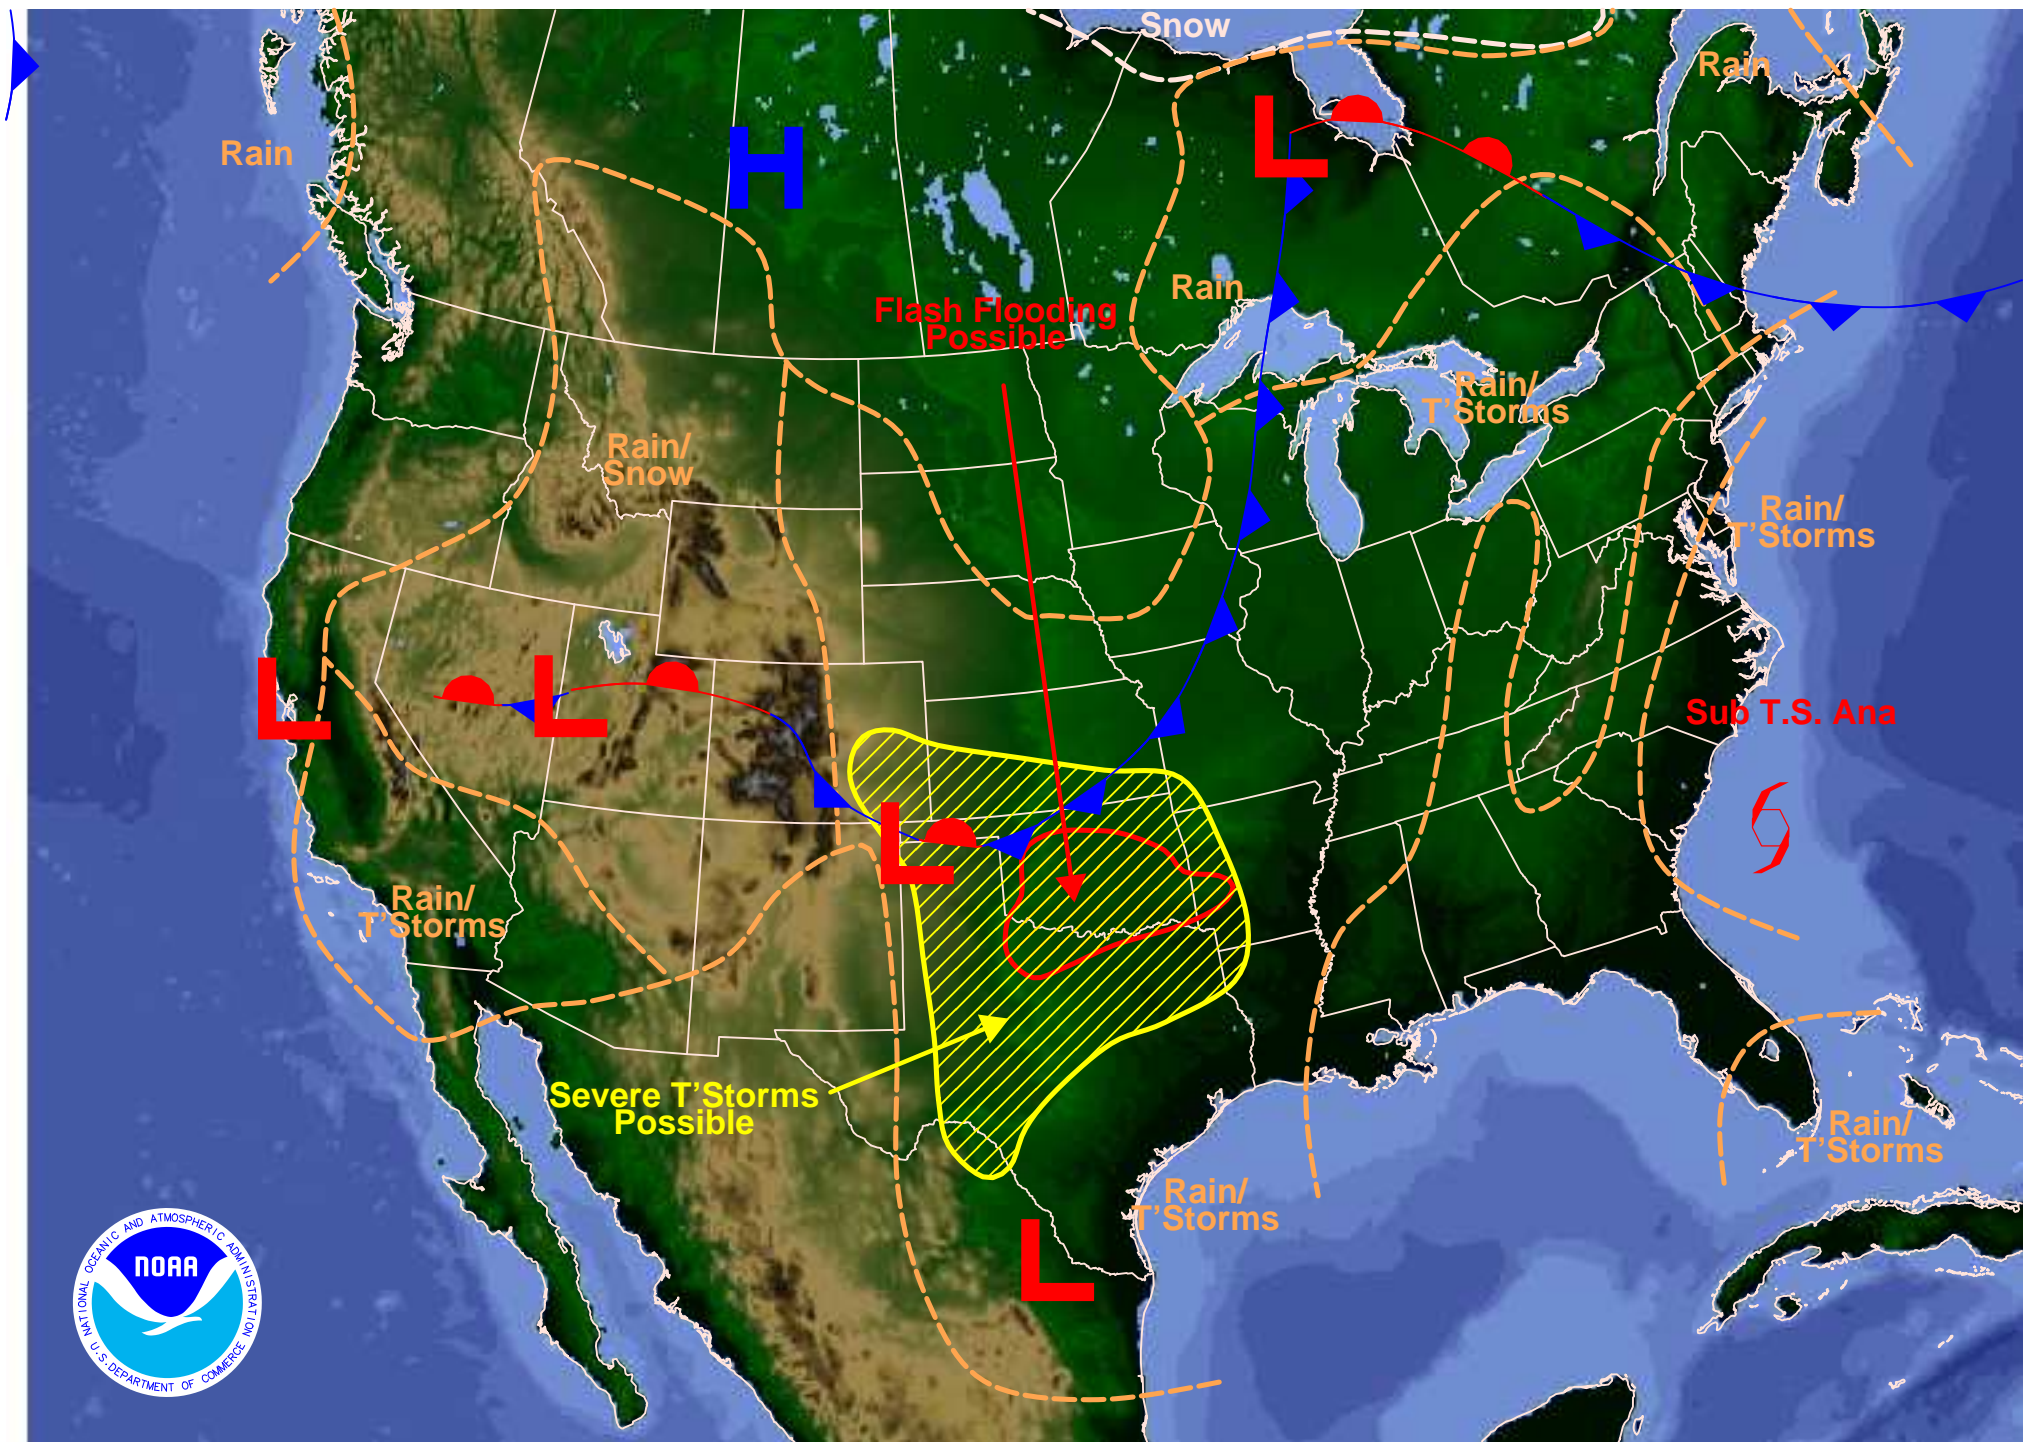 Snow
Rain
Rain
H
L
Rain
Flash Flooding
Possible
Rain/
T'Storms
Rain/
Snow
Rain/
T'Storms
L
L
Sub T.S. Ana
L
Rain/
T'Storms
Severe T'Storms
Possible
Rain/
T'Storms
Rain/
T'Storms
L
NATIONAL OCEANIC AND ATMOSPHERIC ADMINISTRATION
NOAA
U.S. DEPARTMENT OF COMMERCE